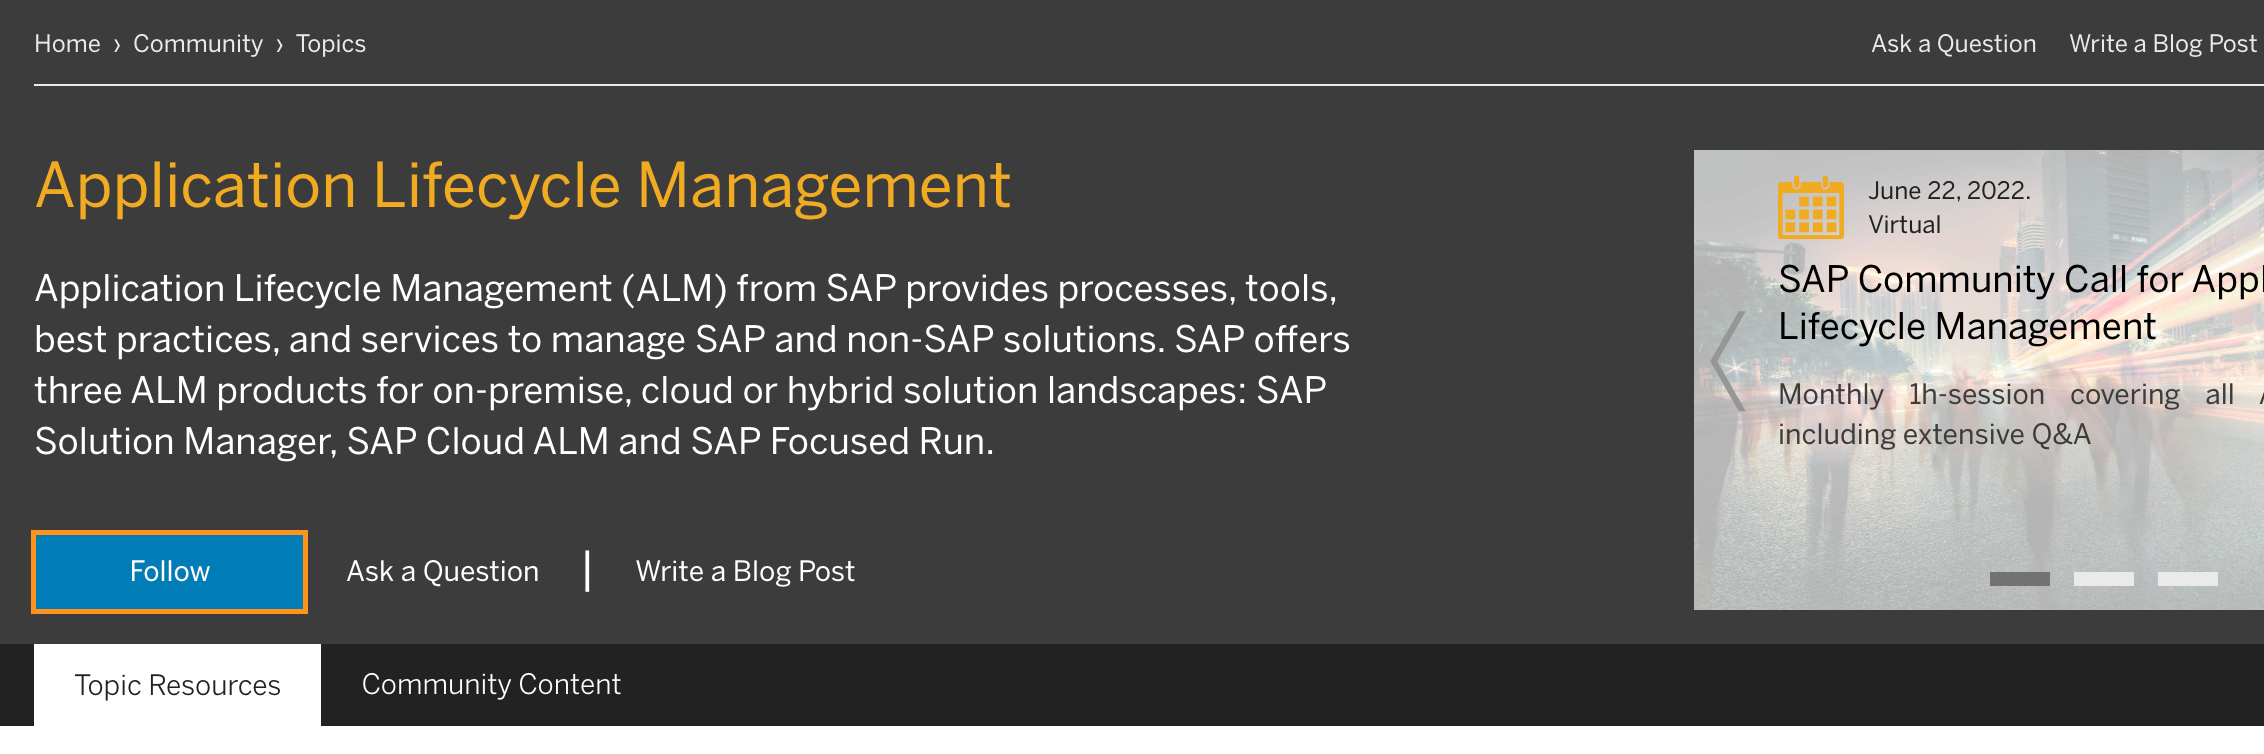 Home › Community › Topics
Ask a Question Write a Blog Post
Application Lifecycle Management
Application Lifecycle Management (ALM) from SAP provides processes, tools,
best practices, and services to manage SAP and non-SAP solutions. SAP offers
three ALM products for on-premise, cloud or hybrid solution landscapes: SAP
Solution Manager, SAP Cloud ALM and SAP Focused Run.
Follow Ask a Question | Write a Blog Post
June 22, 2022.
Virtual
SAP Community Call for
Lifecycle Management
Monthly 1h-session covering all
including extensive Q&A
Topic Resources Community Content